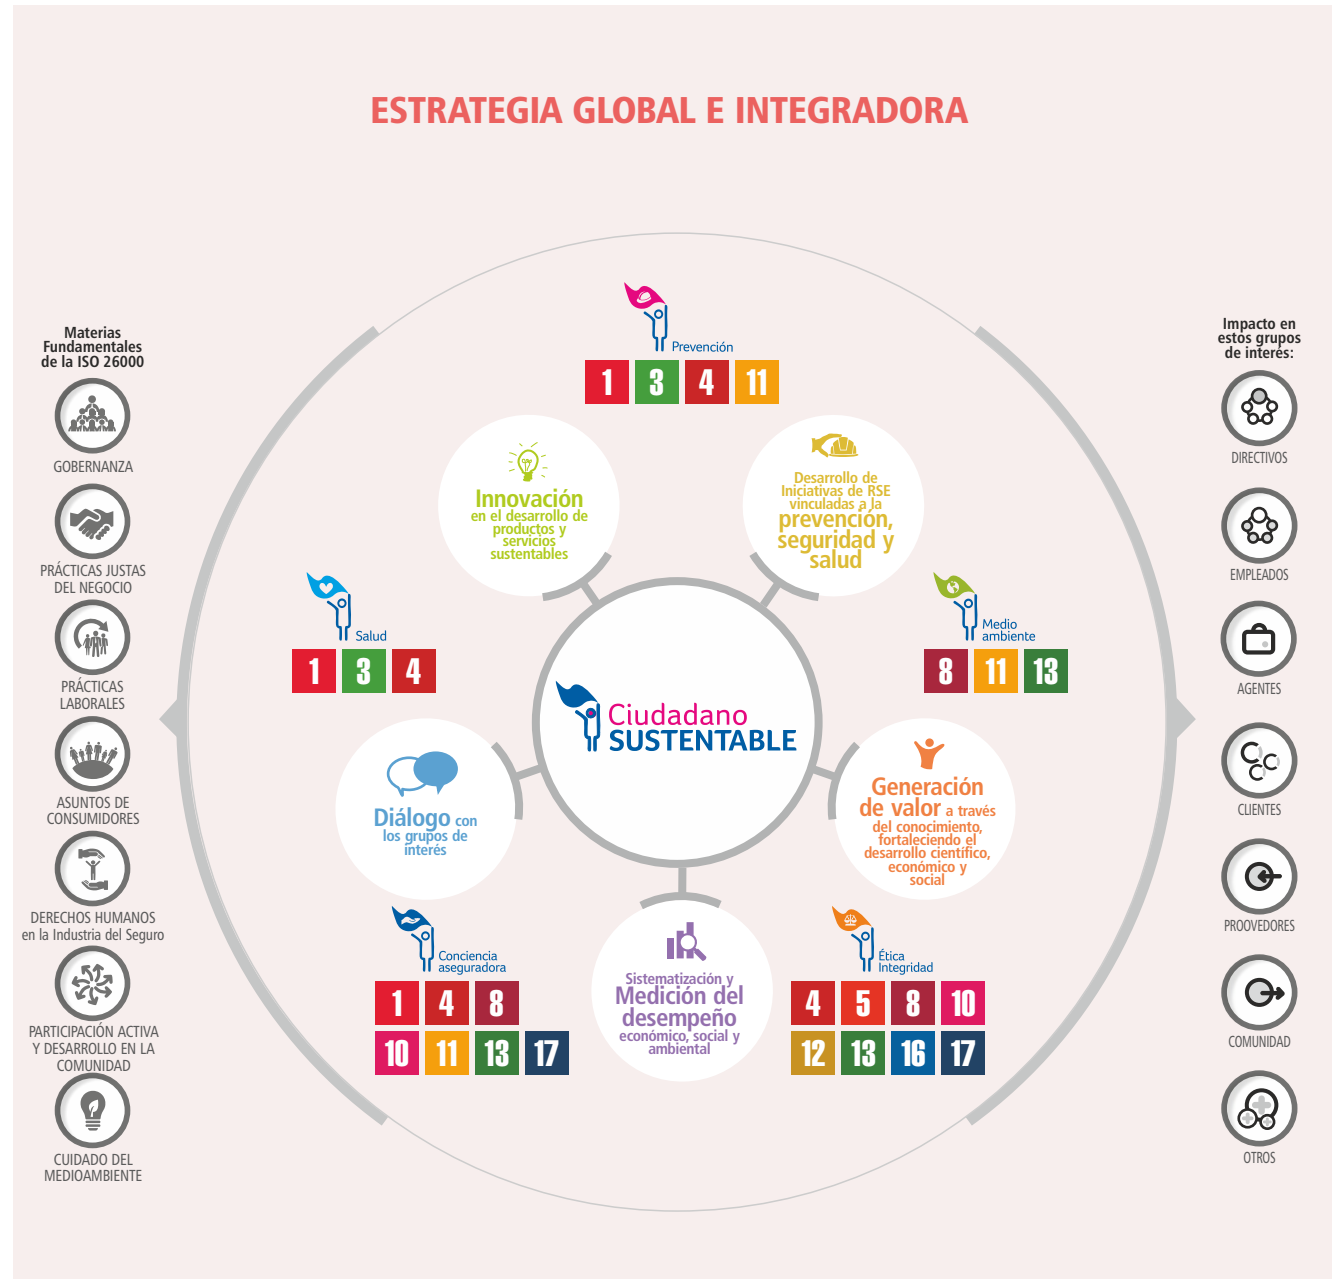 ESTRATEGIA GLOBAL E INTEGRADORA
Materias
Fundamentales
de la ISO 26000
GOBERNANZA
PRÁCTICAS JUSTAS
DEL NEGOCIO
PRÁCTICAS
LABORALES
ASUNTOS DE
CONSUMIDORES
DERECHOS HUMANOS
en la Industria del Seguro
PARTICIPACIÓN ACTIVA
Y DESARROLLO EN LA
COMUNIDAD
CUIDADO DEL
MEDIOAMBIENTE
Prevención
1 3 4 11
Innovación
en el desarrollo de
productos y
servicios
sustentables
Desarrollo de
Iniciativas de RSE
vinculadas a la
prevención,
seguridad y
salud
Salud
1 3 4
Medio
ambiente
8 11 13
Ciudadano
SUSTENTABLE
Diálogo con
los grupos de
interés
Generación
de valor a través
del conocimiento,
fortaleciendo el
desarrollo científico,
económico y
social
Conciencia
aseguradora
1 4 8
10 11 13 17
Sistematización y
Medición del
desempeño
económico, social y
ambiental
Ética
Integridad
4 5 8 10
12 13 16 17
Impacto en
estos grupos
de interés:
DIRECTIVOS
EMPLEADOS
AGENTES
CLIENTES
PROOVEDORES
COMUNIDAD
OTROS